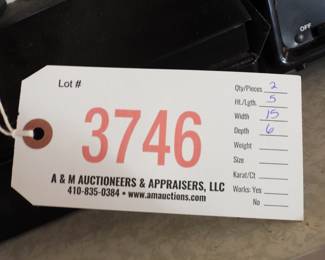 OFF
Lot #
3746
A & M AUCTIONEERS & APPRAISERS, LLC
410-835-0384 • www.amauctions.com
Qty/Pieces 2
Ht./Lgth. 5
Width 15
Depth 6
Weight
Size
Karat/Ct
Works: Yes
No